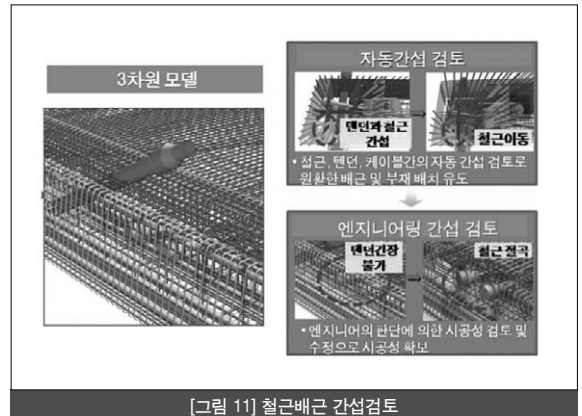 3차원 모델
자동간섭 검토
텐던과 철근
간섭
철근이동
• 철근, 텐던, 케이블간의 자동 간섭 검토로
원활한 배근 및 부재 배치 유도
엔지니어링 간섭 검토
텐던긴장
불가
철근 절곡
• 엔지니어의 판단에 의한 시공성 검토 및
수정으로 시공성 확보
[그림 11] 철근배근 간섭검토